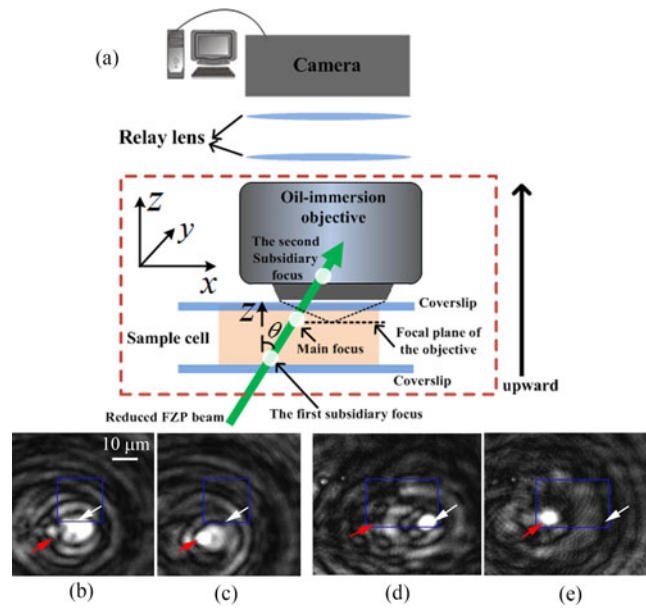 (a)
Camera
Relay lens
Oil-immersion
objective
z
y
x
The second
Subsidiary
focus
Coverslip
Z
θ
Sample cell
Main focus
Focal plane of
the objective
Coverslip
upward
Reduced FZP beam
The first subsidiary focus
10 μm
(b)
(c)
(d)
(e)